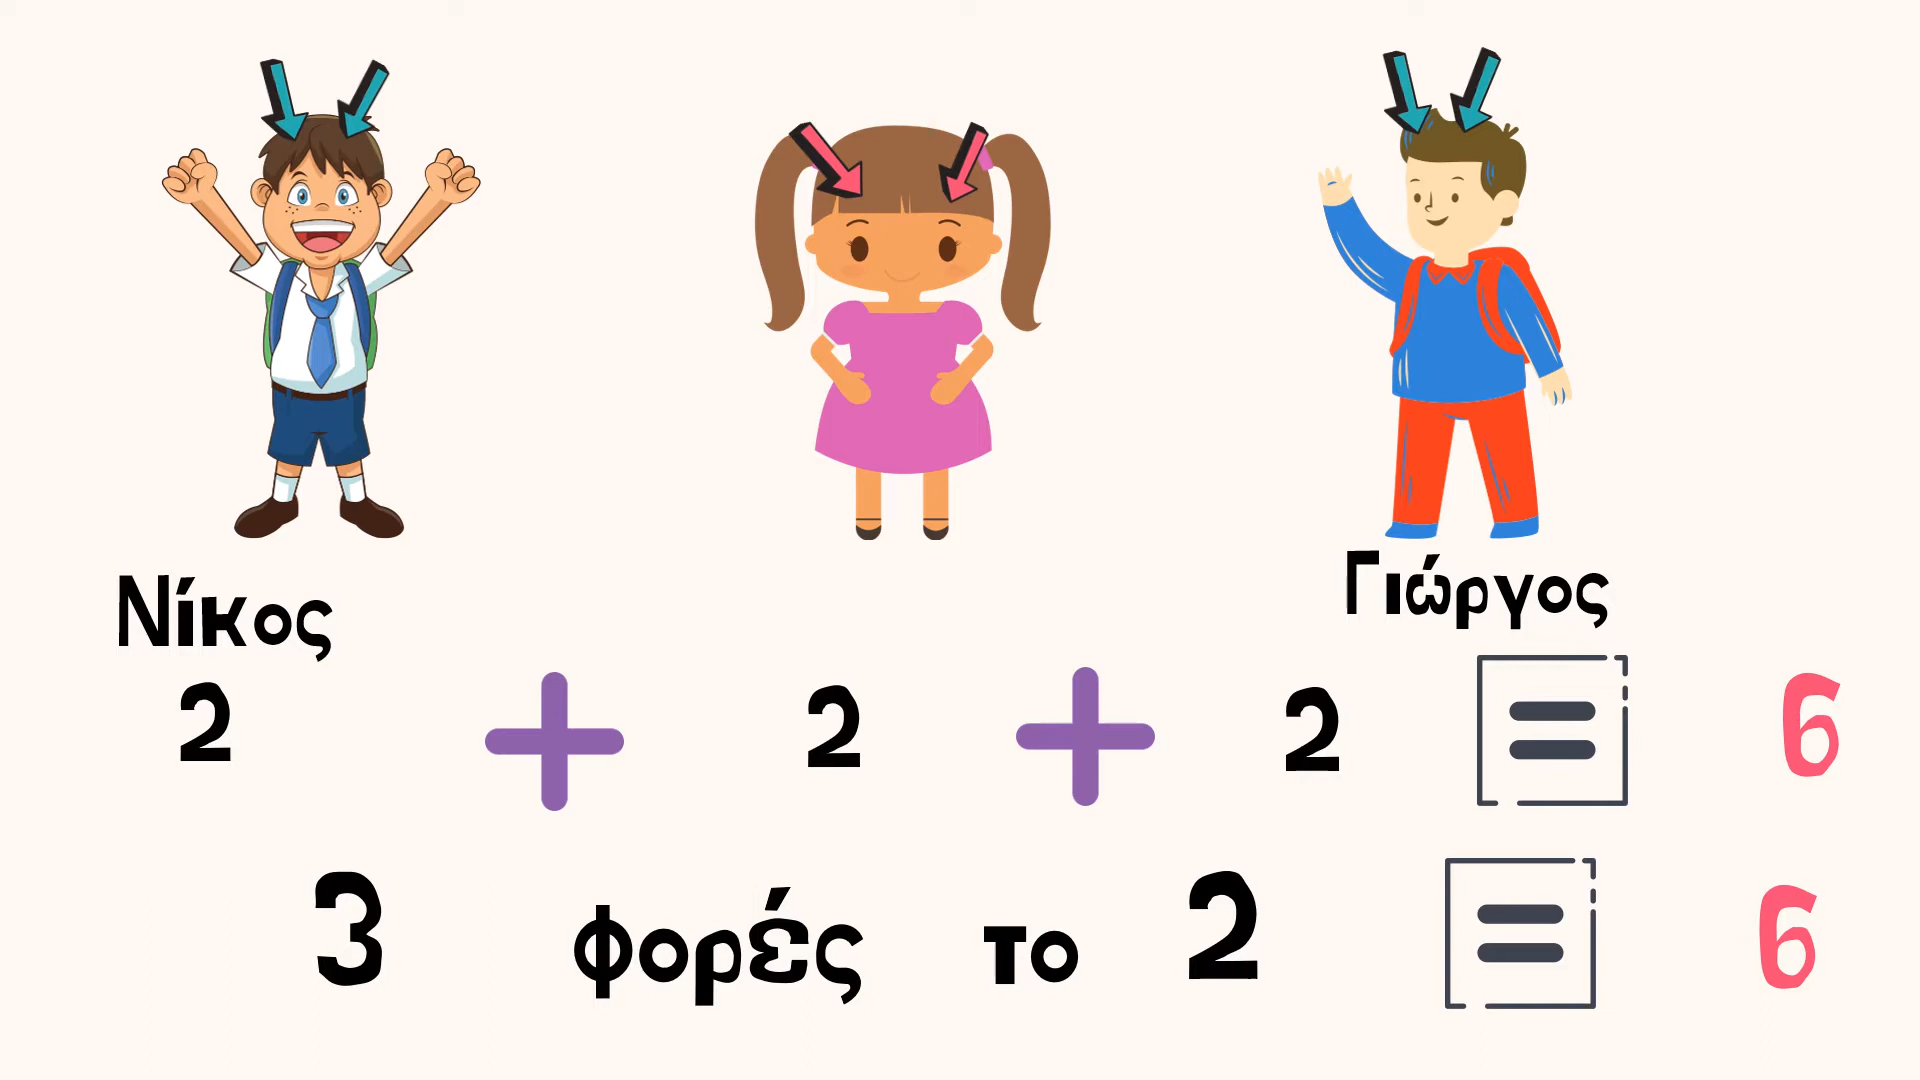 Νίκος Γιώργος
2 + 2 + 2 = 6
3 φορές το 2 = 6